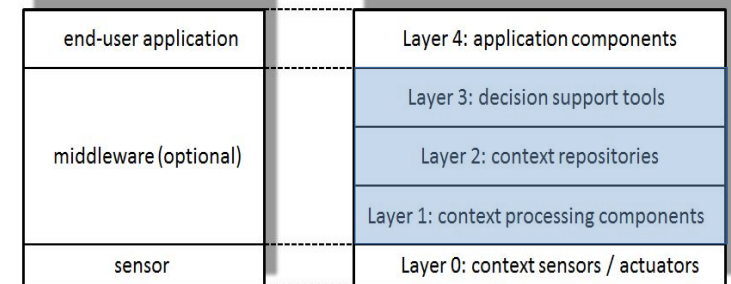 end-user application
middleware (optional)
sensor
Layer 4: application components
Layer 3: decision support tools
Layer 2: context repositories
Layer 1: context processing components
Layer 0: context sensors / actuators